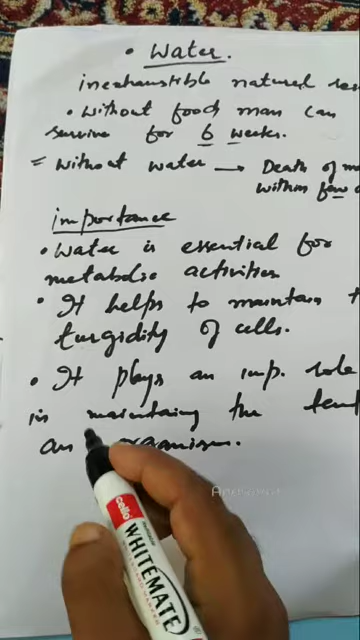 • Water.
inexhaustible natural
• Without food man can
survive for 6 weeks.
= Without water → Death of
within few
importance
• Water is essential for
metabolic activities
• It helps to maintain
turgidity of cells.
• It plays an imp. role
in maintaing the
an organism.
cello
WHITEMATE